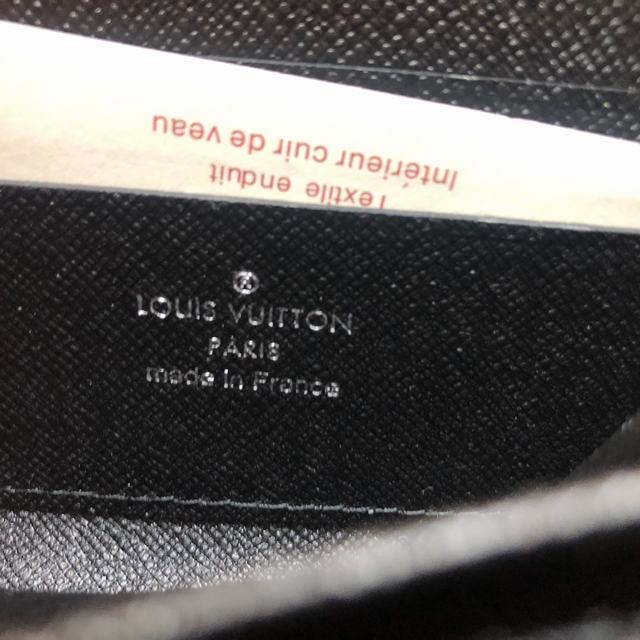 Textile enduit
Intérieur cuir de veau
®
LOUIS VUITTON
PARIS
made in France